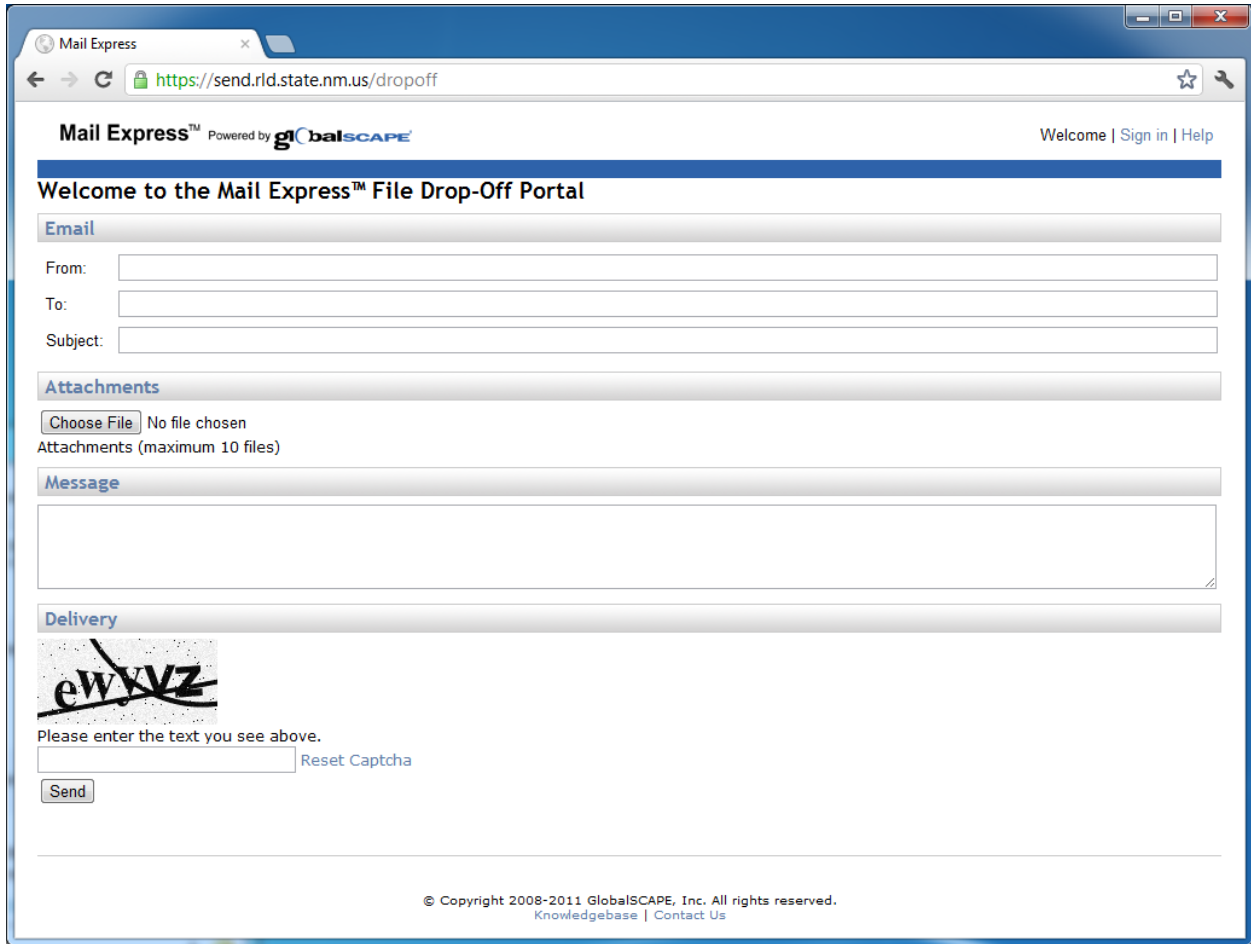 Mail Express
https://send.rld.state.nm.us/dropoff
Mail Express™ Powered by globalSCAPE®
Welcome | Sign in | Help
Welcome to the Mail Express™ File Drop-Off Portal
Email
From:
To:
Subject:
Attachments
Choose File No file chosen
Attachments (maximum 10 files)
Message
Delivery
Please enter the text you see above.
Reset Captcha
Send
© Copyright 2008-2011 GlobalSCAPE, Inc. All rights reserved.
Knowledgebase | Contact Us